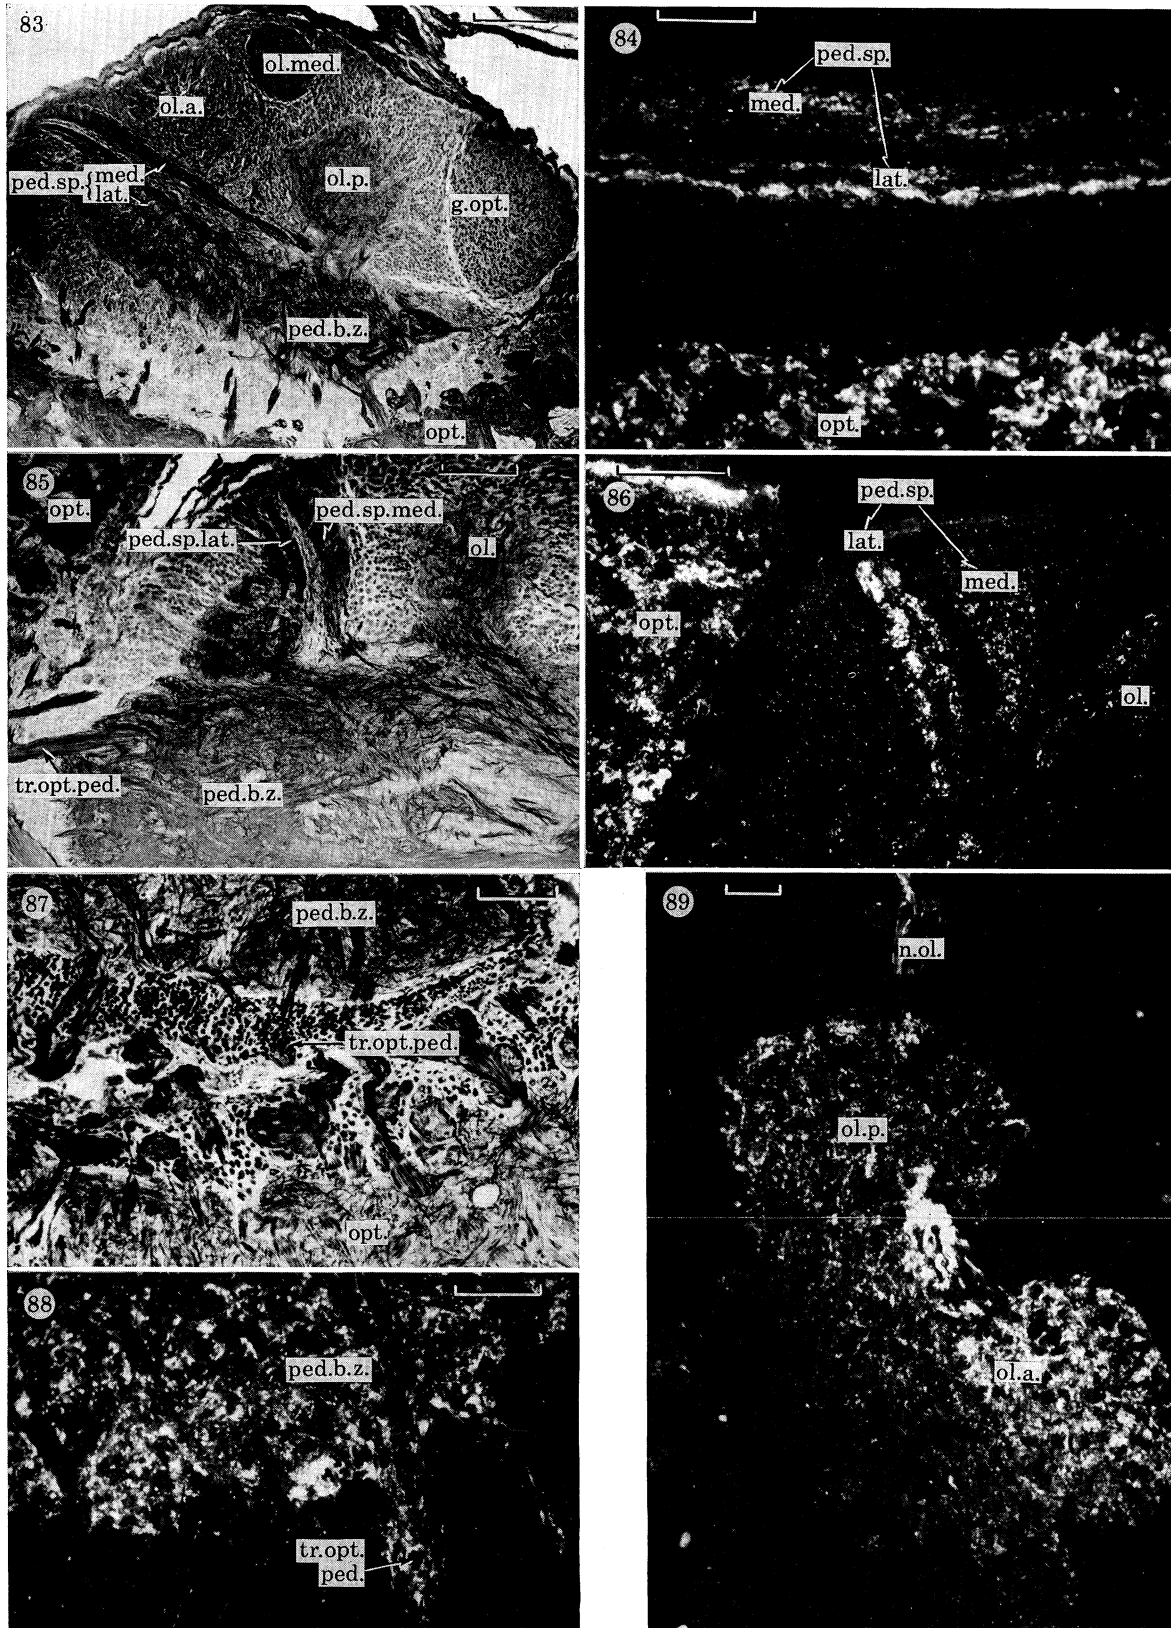 83
ol.med.
ol.a.
ped.sp.{med.
lat.
ol.p.
g.opt.
ped.b.z.
opt.
84
ped.sp.
med.
lat.
opt.
85
opt.
ped.sp.med.
ped.sp.lat.
ol.
tr.opt.ped.
ped.b.z.
86
ped.sp.
lat.
med.
opt.
ol.
87
ped.b.z.
tr.opt.ped.
opt.
88
ped.b.z.
tr.opt.
ped.
89
n.ol.
ol.p.
ol.a.